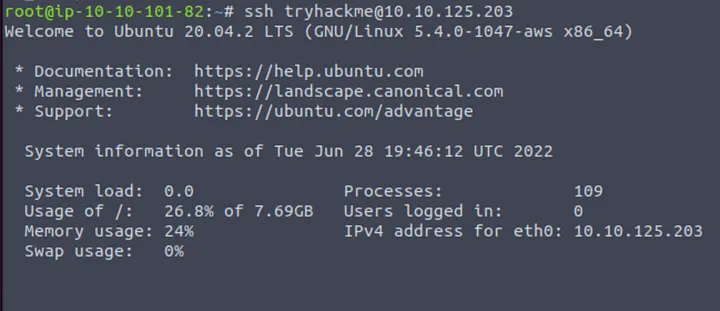 root@ip-10-10-101-82:~# ssh tryhackme@10.10.125.203
Welcome to Ubuntu 20.04.2 LTS (GNU/Linux 5.4.0-1047-aws x86_64)
* Documentation: https://help.ubuntu.com
* Management: https://landscape.canonical.com
* Support: https://ubuntu.com/advantage
System information as of Tue Jun 28 19:46:12 UTC 2022
System load: 0.0 Processes: 109
Usage of /: 26.8% of 7.69GB Users logged in: 0
Memory usage: 24% IPv4 address for eth0: 10.10.125.203
Swap usage: 0%